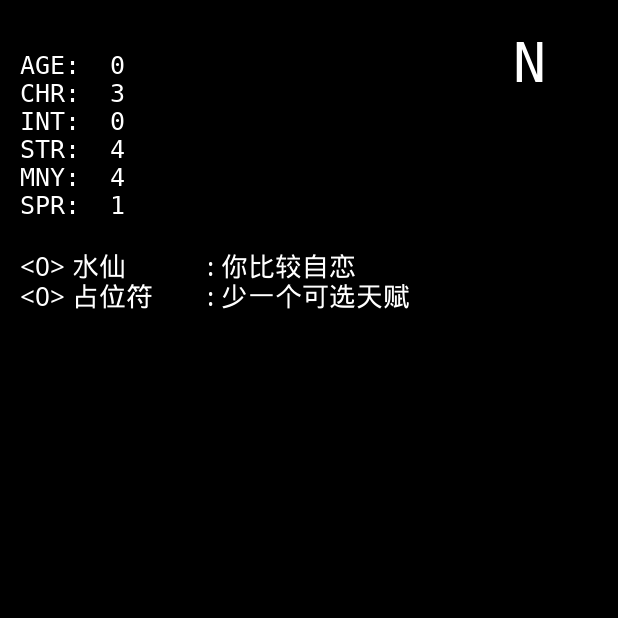 N
AGE: 0
CHR: 3
INT: 0
STR: 4
MNY: 4
SPR: 1
<O> 水仙 : 你比较自恋
<O> 占位符 : 少一个可选天赋